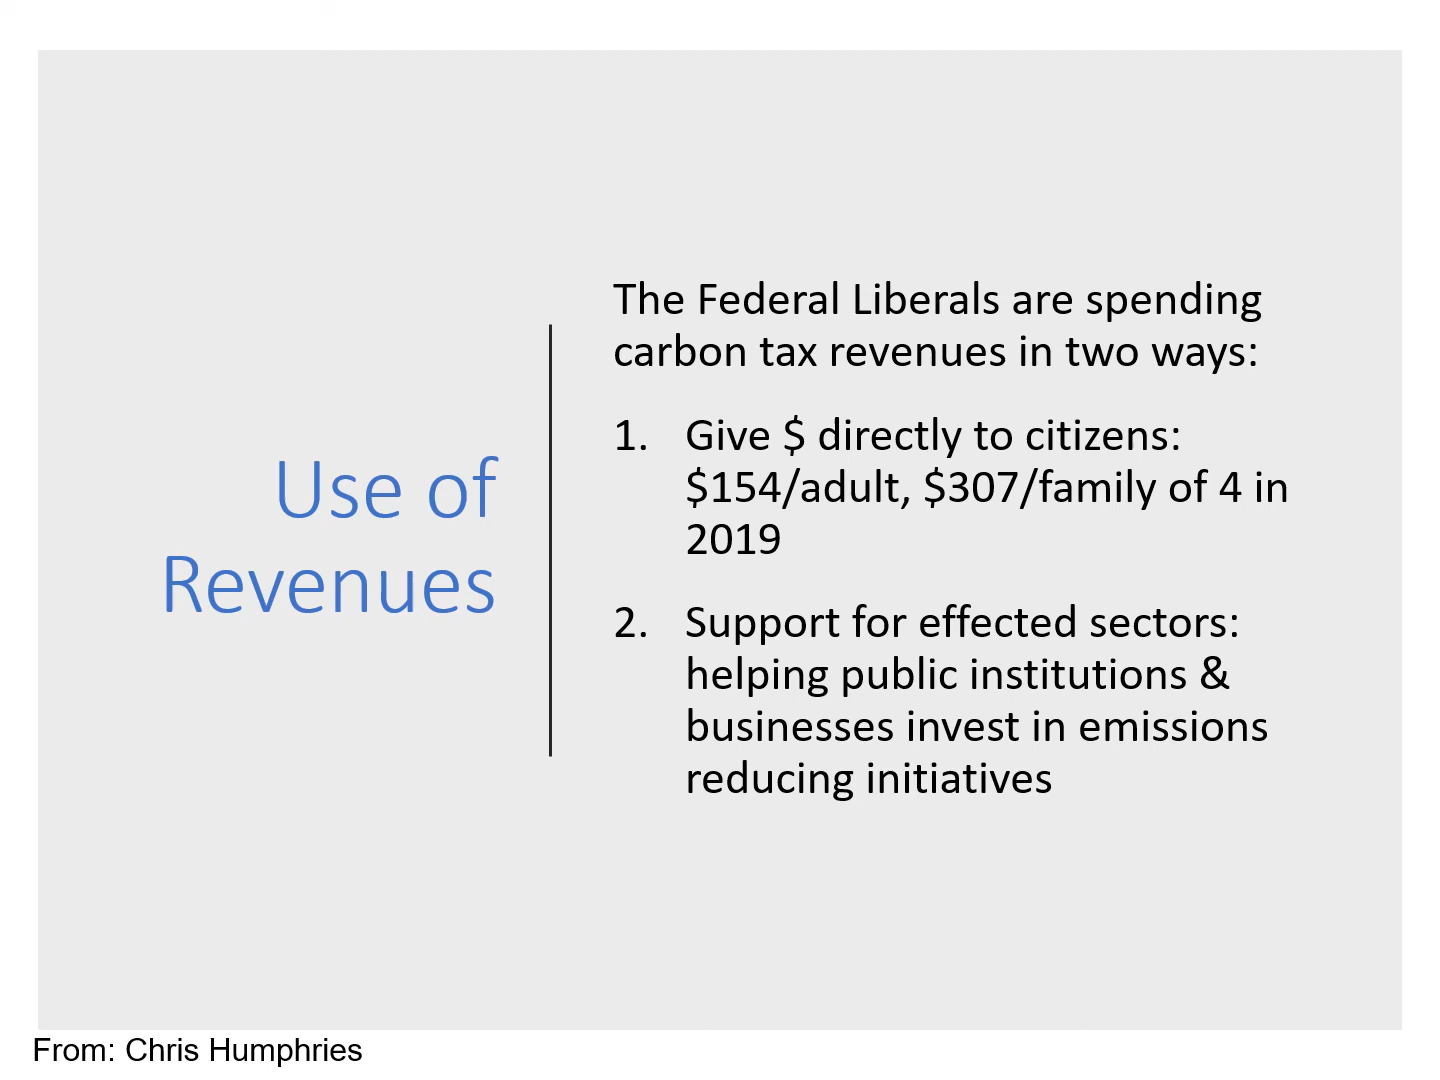 Use of
Revenues
The Federal Liberals are spending
carbon tax revenues in two ways:
1. Give $ directly to citizens:
$154/adult, $307/family of 4 in
2019
2. Support for effected sectors:
helping public institutions &
businesses invest in emissions
reducing initiatives
From: Chris Humphries